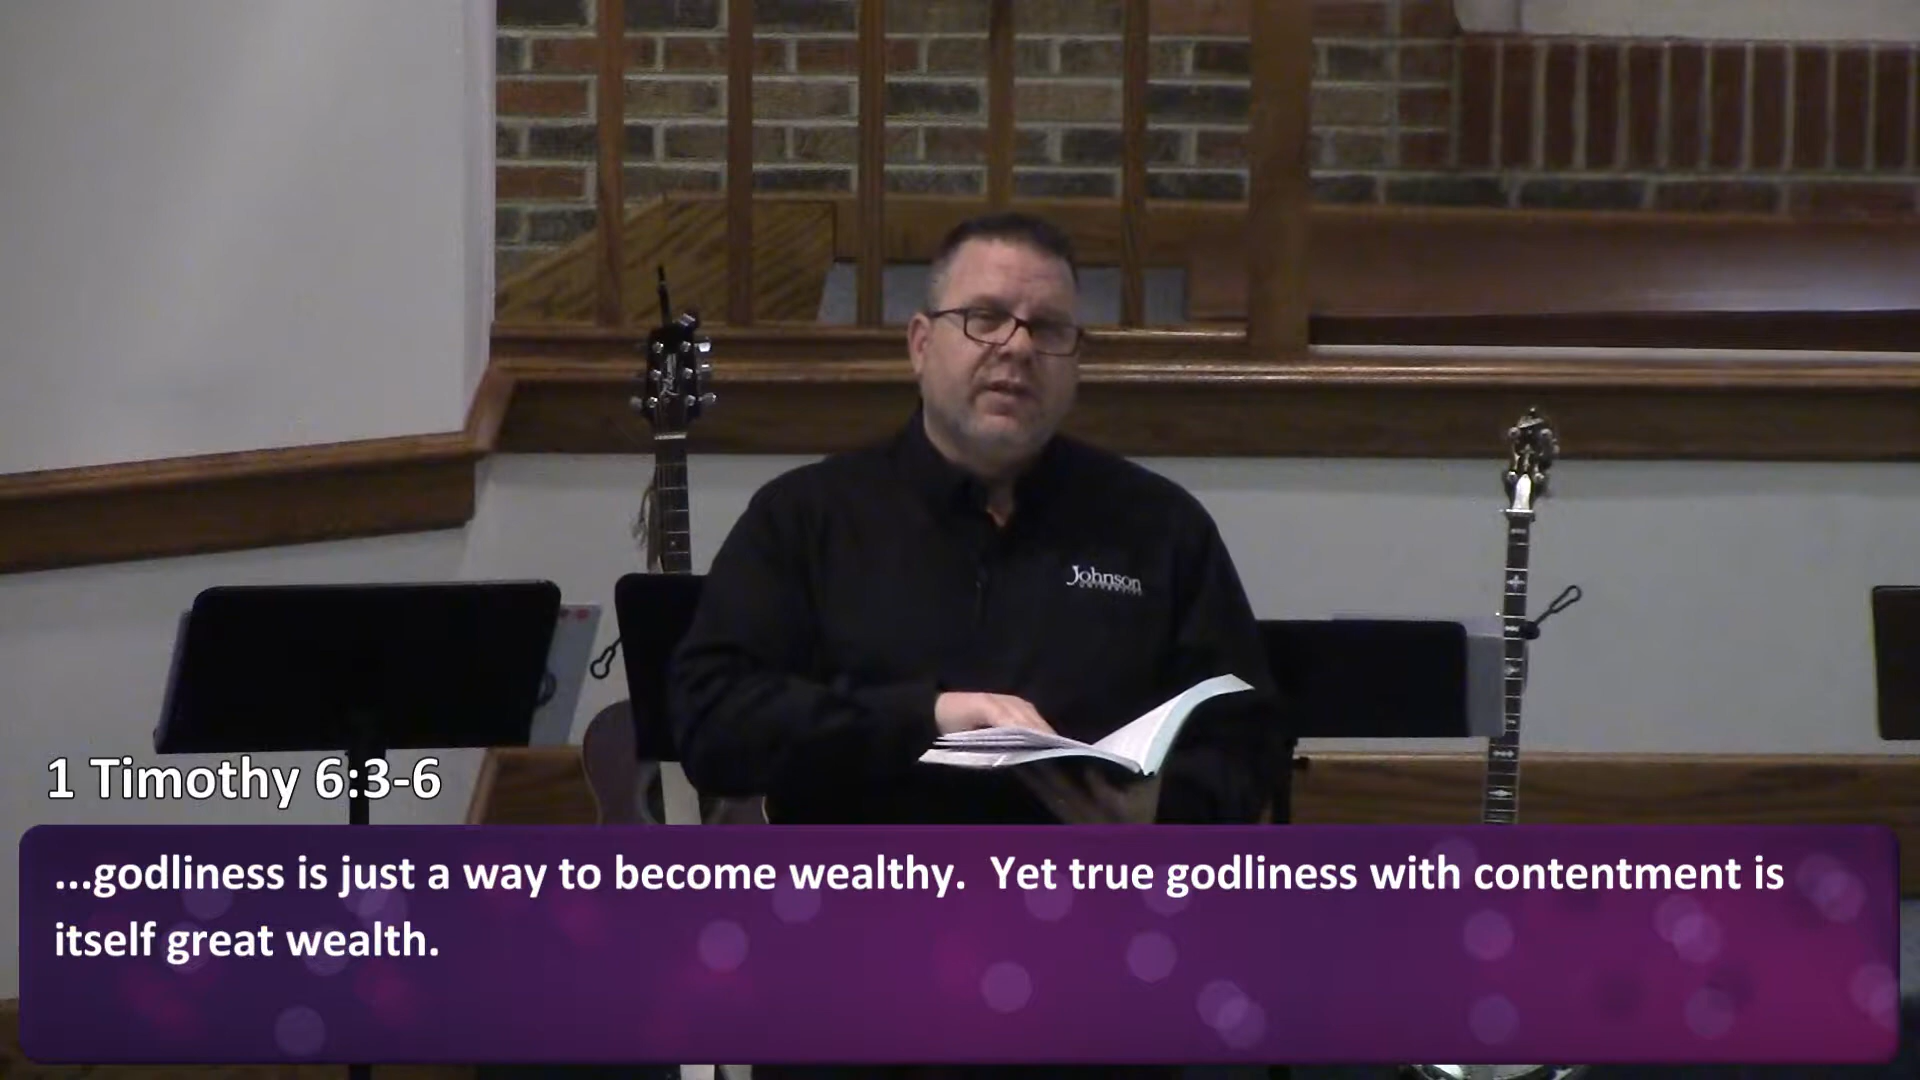 Johnson
UNIVERSITY
1 Timothy 6:3-6
...godliness is just a way to become wealthy.  Yet true godliness with contentment is
itself great wealth.